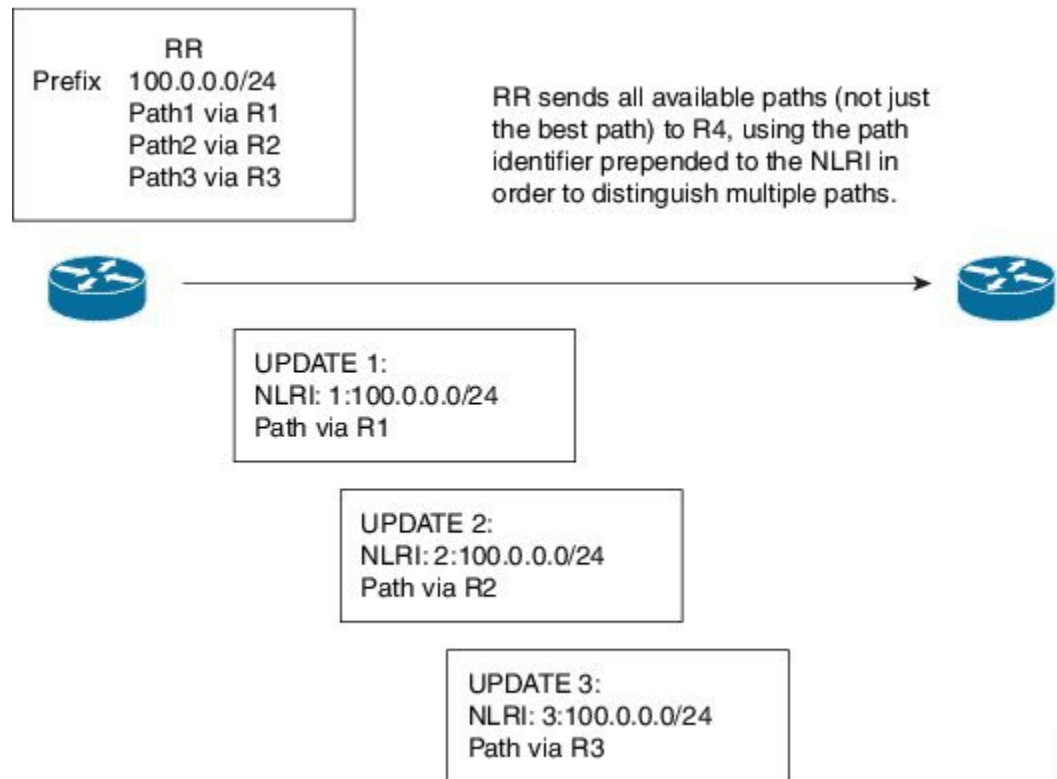 RR
Prefix 100.0.0.0/24
Path1 via R1
Path2 via R2
Path3 via R3
RR sends all available paths (not just
the best path) to R4, using the path
identifier prepended to the NLRI in
order to distinguish multiple paths.
UPDATE 1:
NLRI: 1:100.0.0.0/24
Path via R1
UPDATE 2:
NLRI: 2:100.0.0.0/24
Path via R2
UPDATE 3:
NLRI: 3:100.0.0.0/24
Path via R3